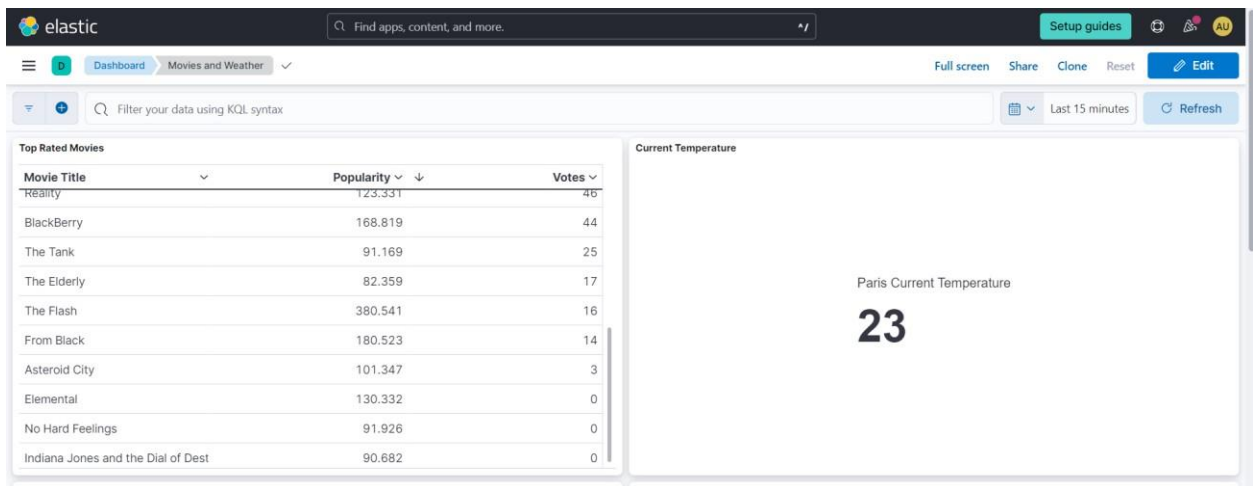 elastic
Find apps, content, and more.
^/
Setup guides
AU
D
Dashboard
Movies and Weather
Full screen
Share
Clone
Reset
Edit
Filter your data using KQL syntax
Last 15 minutes
Refresh
Top Rated Movies
Movie Title Popularity Votes
Reality 123.331 46
BlackBerry 168.819 44
The Tank 91.169 25
The Elderly 82.359 17
The Flash 380.541 16
From Black 180.523 14
Asteroid City 101.347 3
Elemental 130.332 0
No Hard Feelings 91.926 0
Indiana Jones and the Dial of Dest 90.682 0
Current Temperature
Paris Current Temperature
23